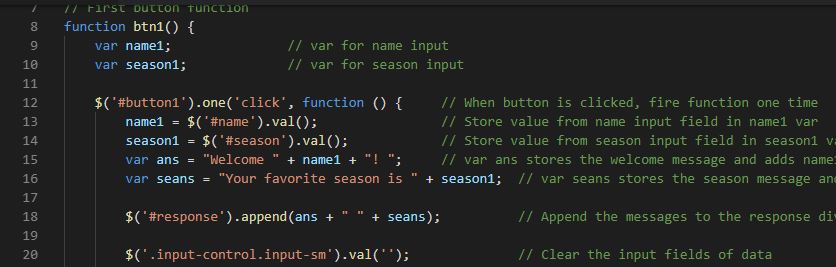 7 // First button function
8 function btn1() {
9 var name1; // var for name input
10 var season1; // var for season input
11
12 $('#button1').one('click', function () { // When button is clicked, fire function one time
13 name1 = $('#name').val(); // Store value from name input field in name1 var
14 season1 = $('#season').val(); // Store value from season input field in season1 va
15 var ans = "Welcome " + name1 + "! "; // var ans stores the welcome message and adds name1
16 var seans = "Your favorite season is " + season1; // var seans stores the season message and
17
18 $('#response').append(ans + " " + seans); // Append the messages to the response div
19
20 $('.input-control.input-sm').val(''); // Clear the input fields of data